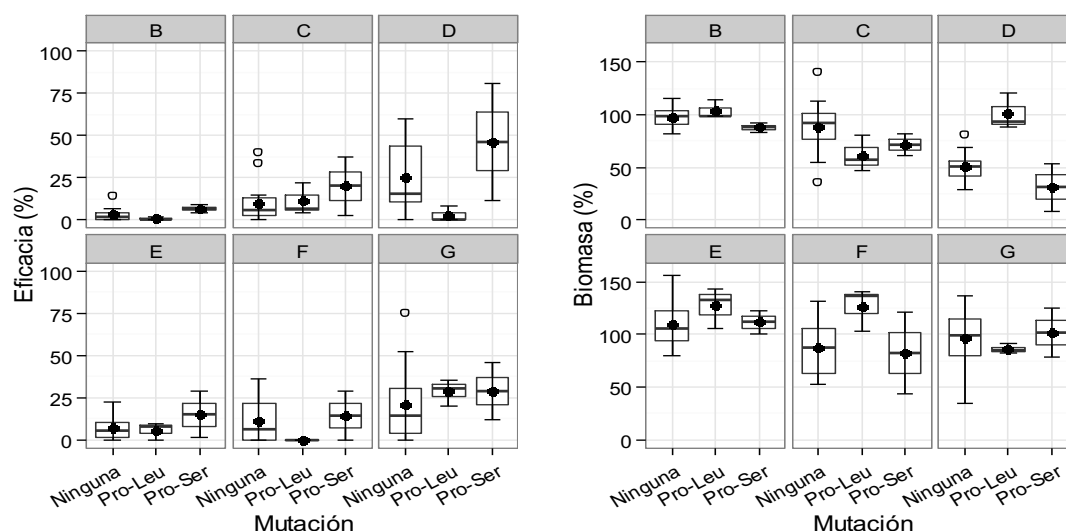 B C D
100
75
50
25
0
E F G
100
75
50
25
0
Eficacia (%)
Ninguna Pro-Leu Pro-Ser Ninguna Pro-Leu Pro-Ser Ninguna Pro-Leu Pro-Ser
Mutación
B C D
150
100
50
0
E F G
150
100
50
0
Biomasa (%)
Ninguna Pro-Leu Pro-Ser Ninguna Pro-Leu Pro-Ser Ninguna Pro-Leu Pro-Ser
Mutación